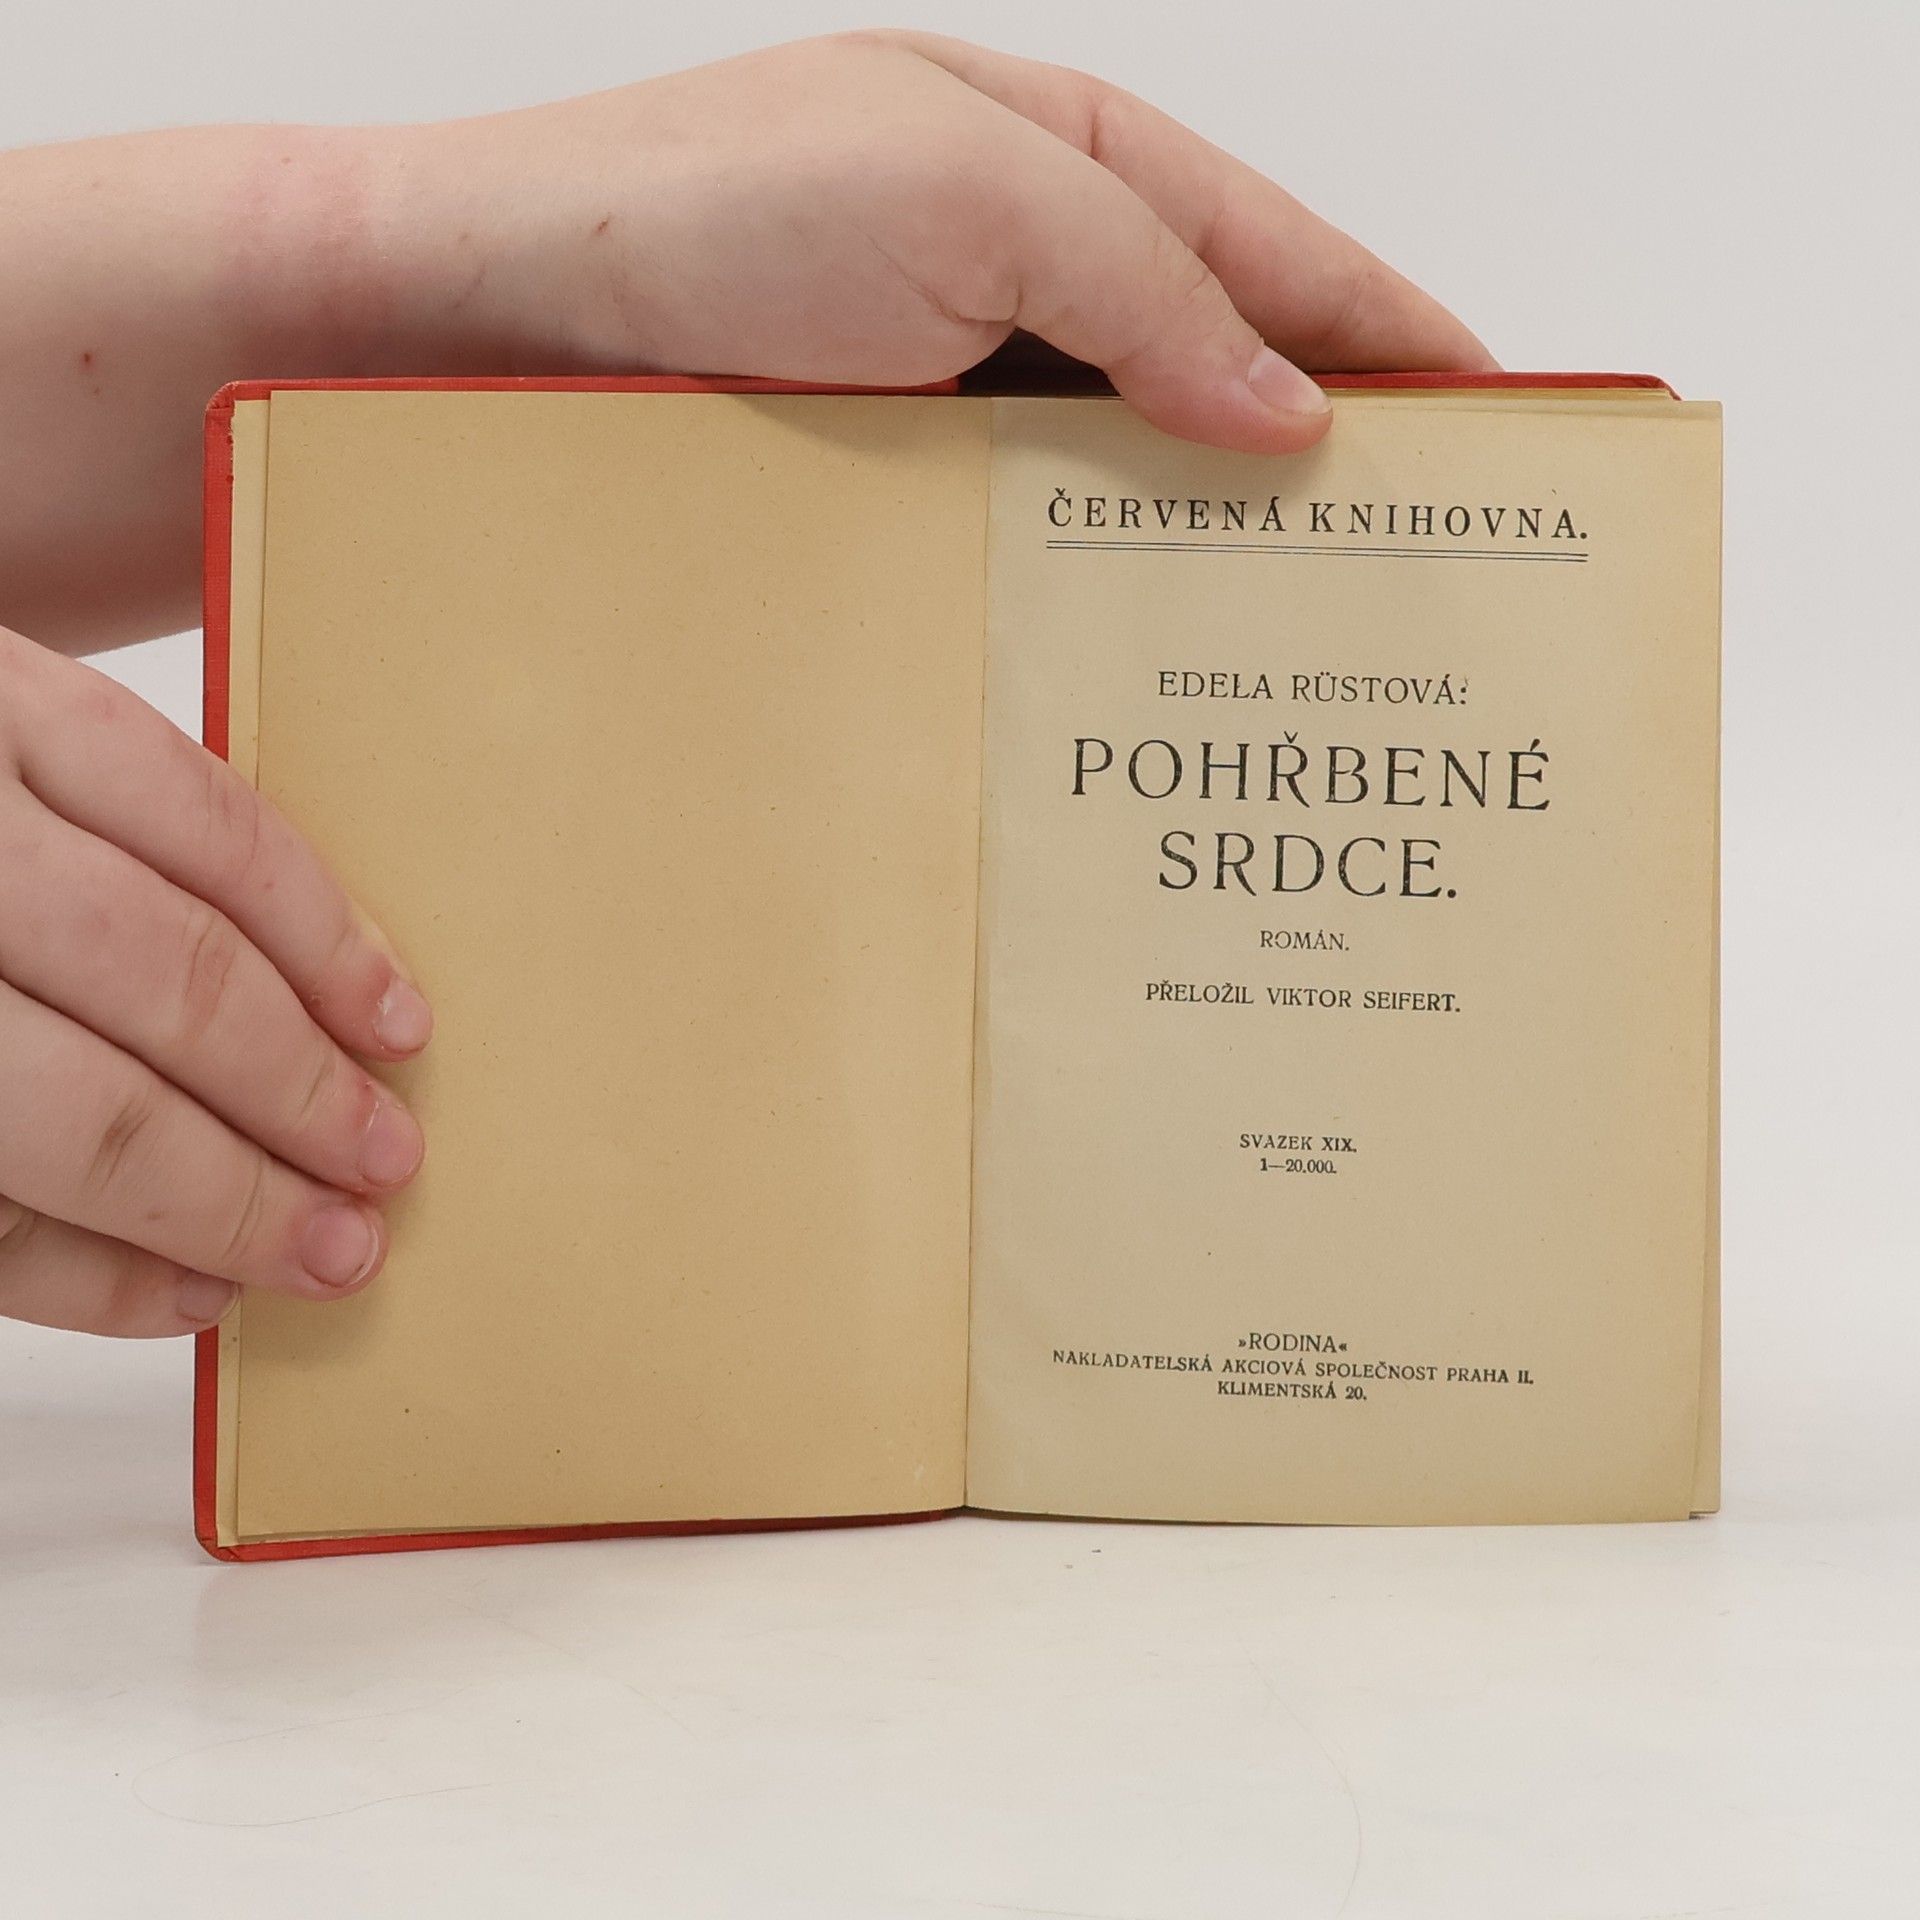 ČERVENÁ KNIHOVNA.
EDELA RÜSTOVÁ:
POHŘBENÉ
SRDCE.
ROMÁN.
PŘELOŽIL VIKTOR SEIFERT.
SVAZEK XIX.
1—20.000.
»RODINA«
NAKLADATELSKÁ AKCIOVÁ SPOLEČNOST PRAHA II.
KLIMENTSKÁ 20.